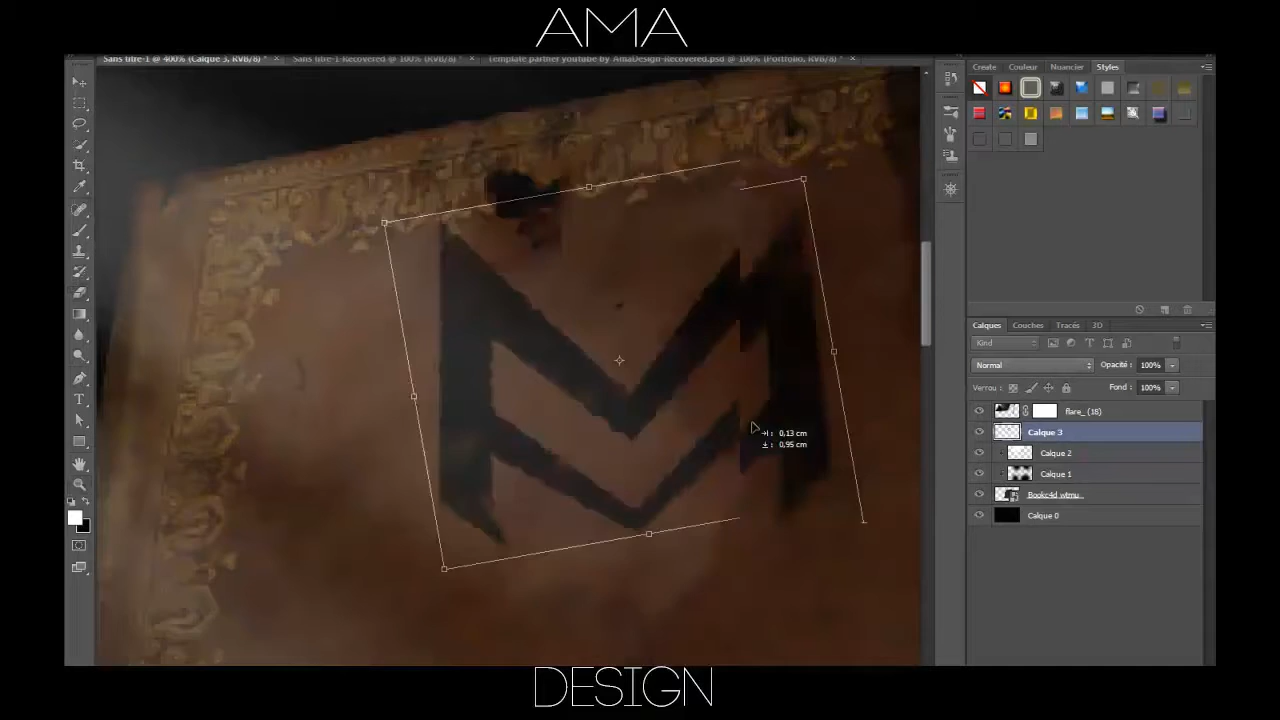 AMA
Sans titre-1 @ 400% (Calque 3, RVB/8) * Sans titre-1-Recovered @ 100% (RVB/8) * Template partner youtube by AmaDesign-Recovered.psd @ 100% (Portfolio, RVB/8) *
Create Couleur Nuancier Styles
Calques Couches Tracés 3D
Kind
Normal Opacité : 100%
Verrou : Fond : 100%
flare_ (18)
Calque 3
Calque 2
Calque 1
Calque 0
0,13 cm
0,95 cm
DESIGN